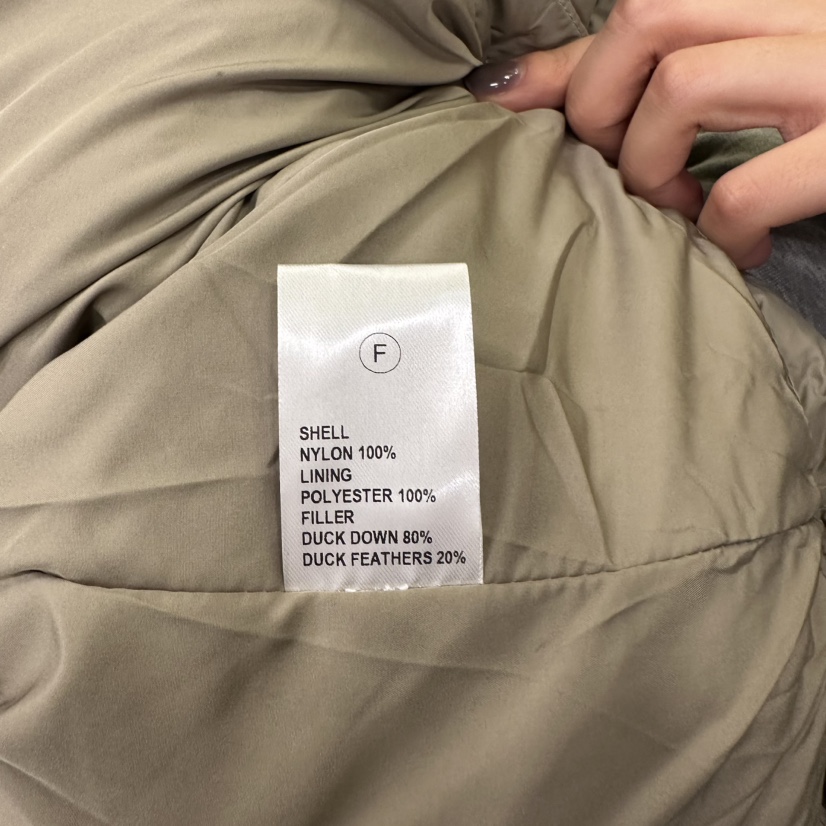 F
SHELL
NYLON 100%
LINING
POLYESTER 100%
FILLER
DUCK DOWN 80%
DUCK FEATHERS 20%